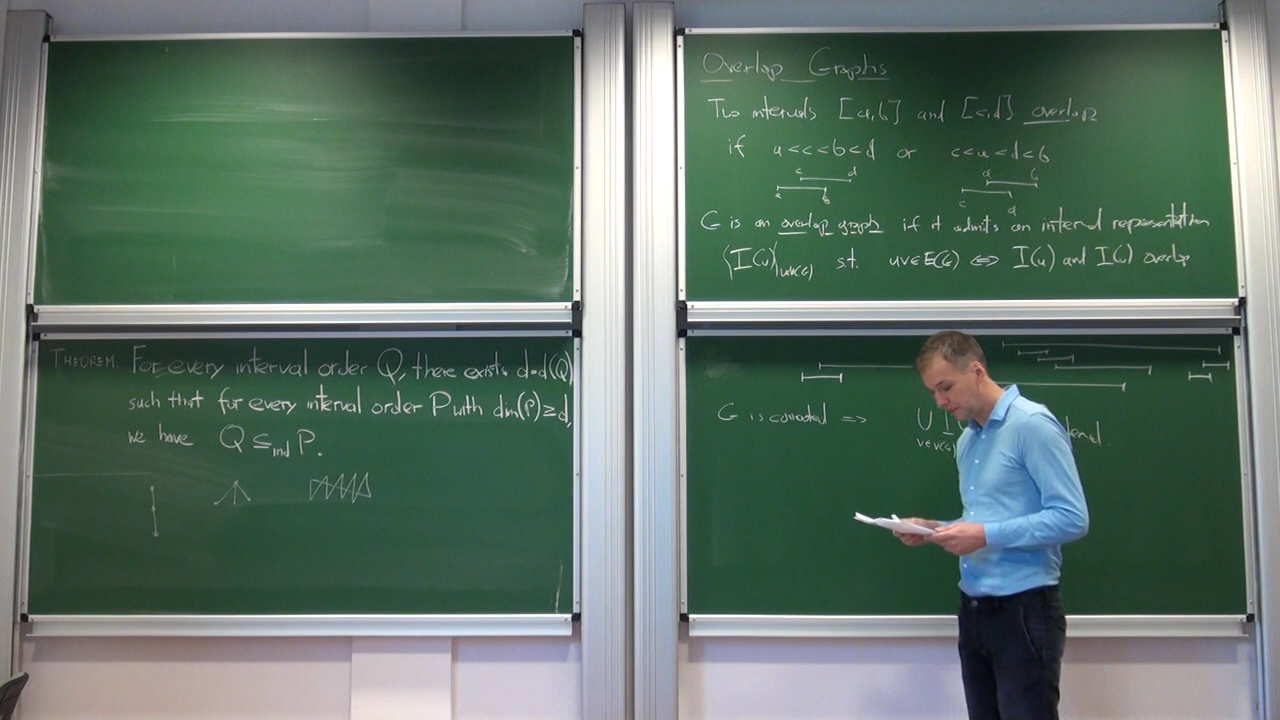 THEOREM. For every interval order Q, there exists d=d(Q)
such that for every interval order P with dim(P)≥d,
we have Q ⊆ind P.
Overlap Graphs
Two intervals [a,b] and [c,d] overlap
if a<c<b<d or c<a<d<b
c d a b
a b c d
G is an overlap graph if it admits an interval representation
(I(v))v∈V(G) s.t. uv∈E(G) ⇔ I(u) and I(v) overlap
G is connected ⇒ ⋃
v∈V(G)